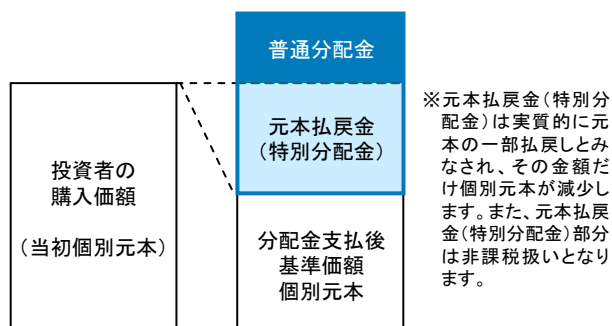 普通分配金
元本払戻金
（特別分配金）
投資者の
購入価額
（当初個別元本）
分配金支払後
基準価額
個別元本
※元本払戻金（特別分
配金）は実質的に元
本の一部払戻しとみ
なされ、その金額だ
け個別元本が減少し
ます。また、元本払戻
金（特別分配金）部分
は非課税扱いとなり
ます。